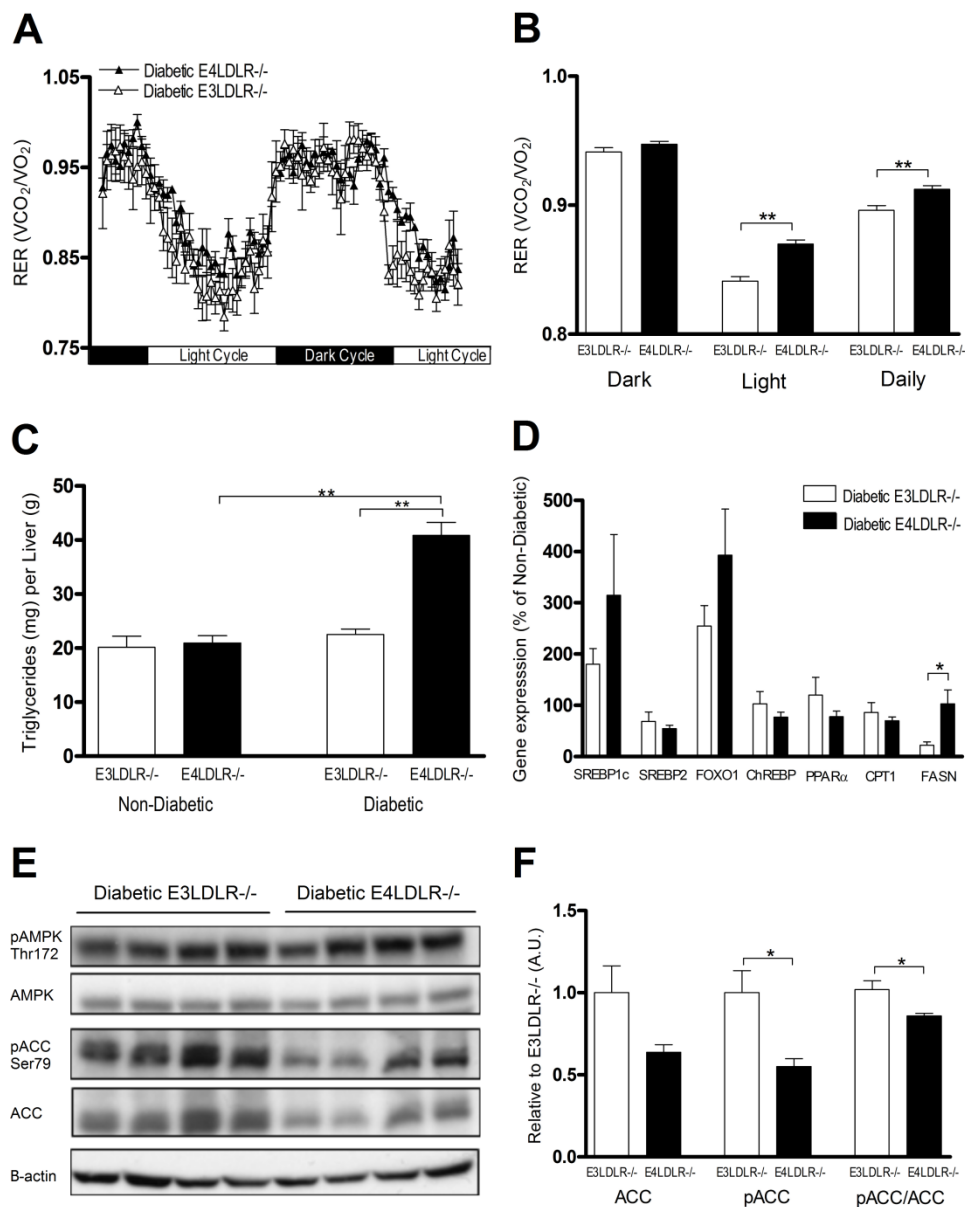 A
Diabetic E4LDLR-/-
Diabetic E3LDLR-/-
RER (VCO2/VO2)
1.05
0.95
0.85
0.75
Light Cycle
Dark Cycle
Light Cycle
B
RER (VCO2/VO2)
1.0
0.9
0.8
**
**
E3LDLR-/- E4LDLR-/- E3LDLR-/- E4LDLR-/- E3LDLR-/- E4LDLR-/-
Dark Light Daily
C
Triglycerides (mg) per Liver (g)
50
40
30
20
10
0
**
**
E3LDLR-/- E4LDLR-/- E3LDLR-/- E4LDLR-/-
Non-Diabetic Diabetic
D
Diabetic E3LDLR-/-
Diabetic E4LDLR-/-
Gene expresssion (% of Non-Diabetic)
500
400
300
200
100
0
*
SREBP1c SREBP2 FOXO1 ChREBP PPARα CPT1 FASN
E
Diabetic E3LDLR-/- Diabetic E4LDLR-/-
pAMPK
Thr172
AMPK
pACC
Ser79
ACC
B-actin
F
Relative to E3LDLR-/- (A.U.)
1.5
1.0
0.5
0.0
*
*
E3LDLR-/- E4LDLR-/- E3LDLR-/- E4LDLR-/- E3LDLR-/- E4LDLR-/-
ACC pACC pACC/ACC